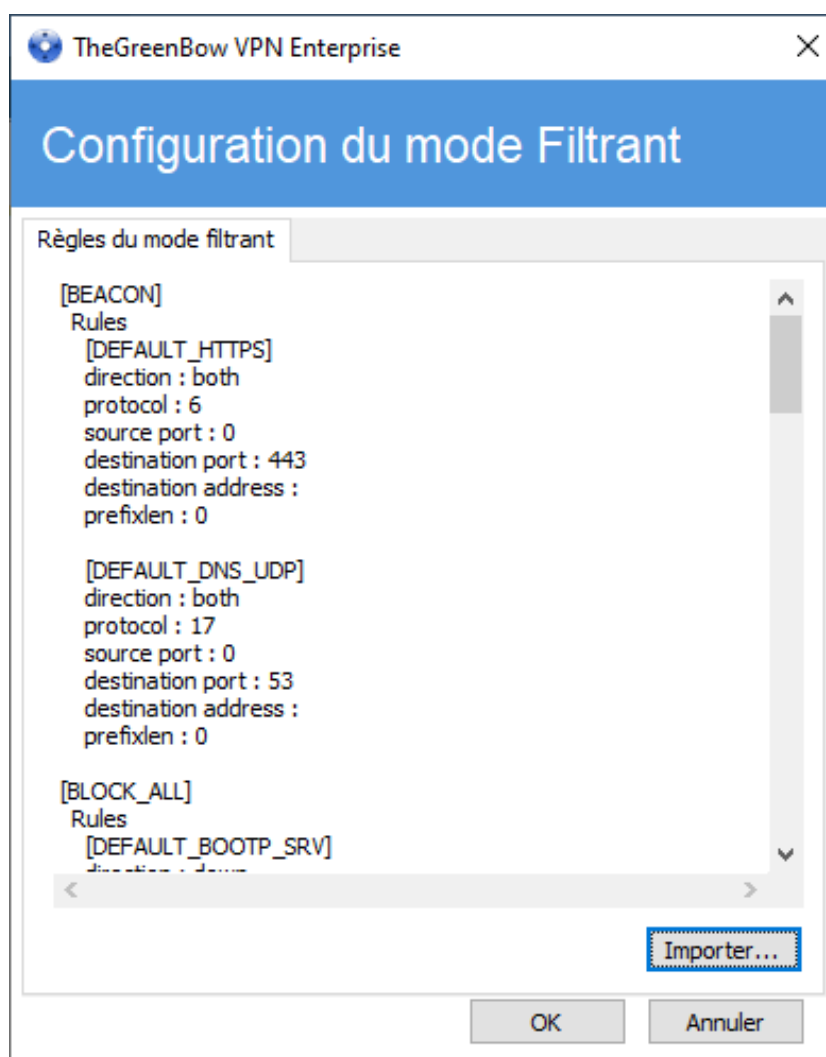 TheGreenBow VPN Enterprise
Configuration du mode Filtrant
Règles du mode filtrant
[BEACON]
Rules
[DEFAULT_HTTPS]
direction : both
protocol : 6
source port : 0
destination port : 443
destination address :
prefixlen : 0
[DEFAULT_DNS_UDP]
direction : both
protocol : 17
source port : 0
destination port : 53
destination address :
prefixlen : 0
[BLOCK_ALL]
Rules
[DEFAULT_BOOTP_SRV]
direction : down
Importer...
OK
Annuler